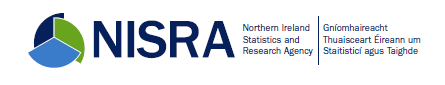 NISRA
Northern Ireland
Statistics and
Research Agency
Gníomhaireacht
Thuaisceart Éireann um
Staitisticí agus Taighde